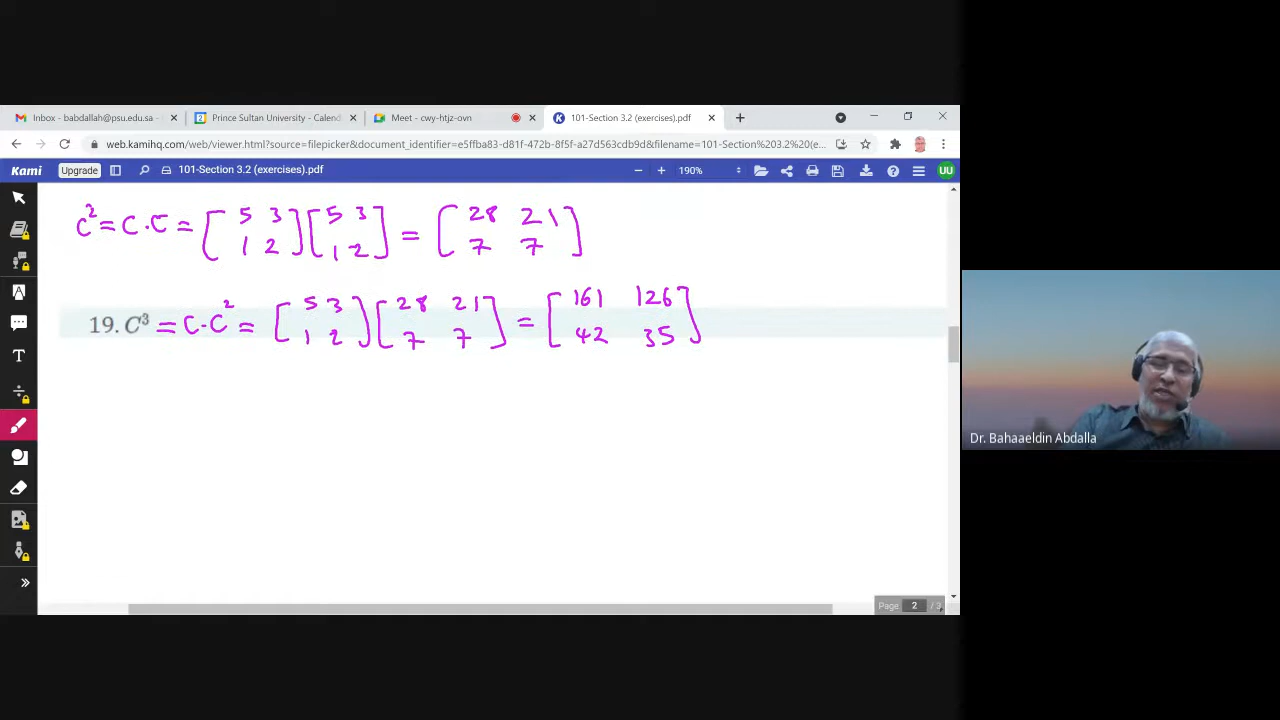 Inbox - babdallah@psu.edu.sa -
Prince Sultan University - Calend
Meet - cwy-htjz-ovn
101-Section 3.2 (exercises).pdf
web.kamihq.com/web/viewer.html?source=filepicker&document_identifier=e5ffba83-d81f-472b-8f5f-a27d563cdb9d&filename=101-Section%203.2%20(e...
Kami
Upgrade
101-Section 3.2 (exercises).pdf
190%
UU
C² = C . C = [5 3 [5 3 = [28 21
1 2] 1 2] 7 7]
19. C³ = C . C² = [5 3 [28 21 = [161 126
1 2] 7 7] 42 35]
Dr. Bahaaeldin Abdalla
Page: 2 / 3